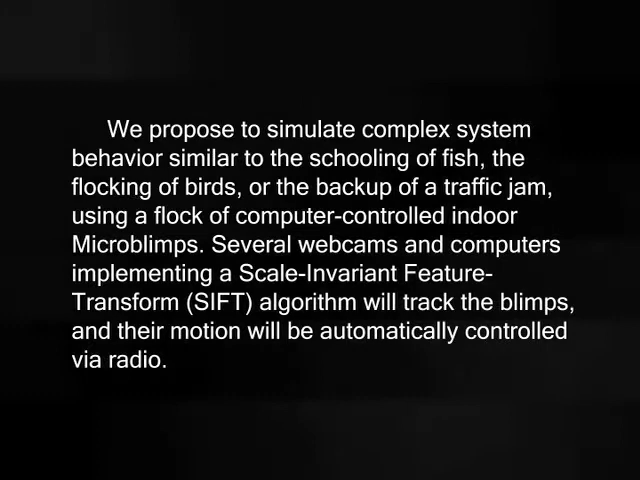 We propose to simulate complex system
behavior similar to the schooling of fish, the
flocking of birds, or the backup of a traffic jam,
using a flock of computer-controlled indoor
Microblimps. Several webcams and computers
implementing a Scale-Invariant Feature-
Transform (SIFT) algorithm will track the blimps,
and their motion will be automatically controlled
via radio.